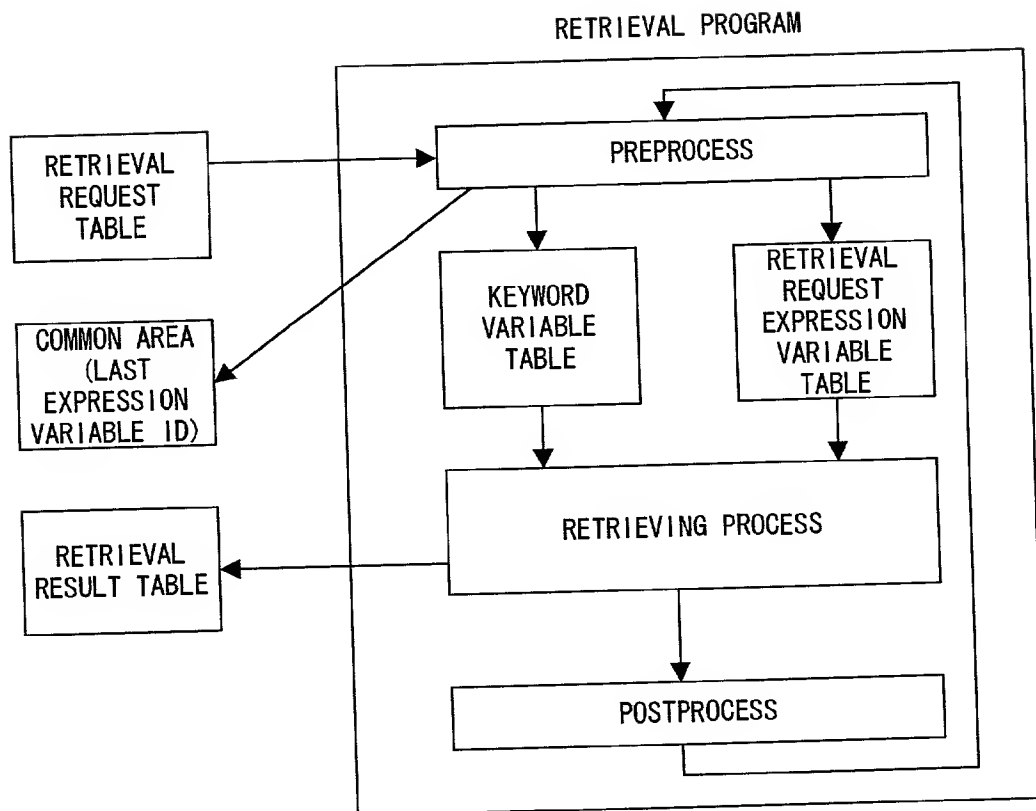 RETRIEVAL PROGRAM
PREPROCESS
RETRIEVAL
REQUEST
TABLE
KEYWORD
VARIABLE
TABLE
RETRIEVAL
REQUEST
EXPRESSION
VARIABLE
TABLE
COMMON AREA
(LAST
EXPRESSION
VARIABLE ID)
RETRIEVING PROCESS
RETRIEVAL
RESULT TABLE
POSTPROCESS